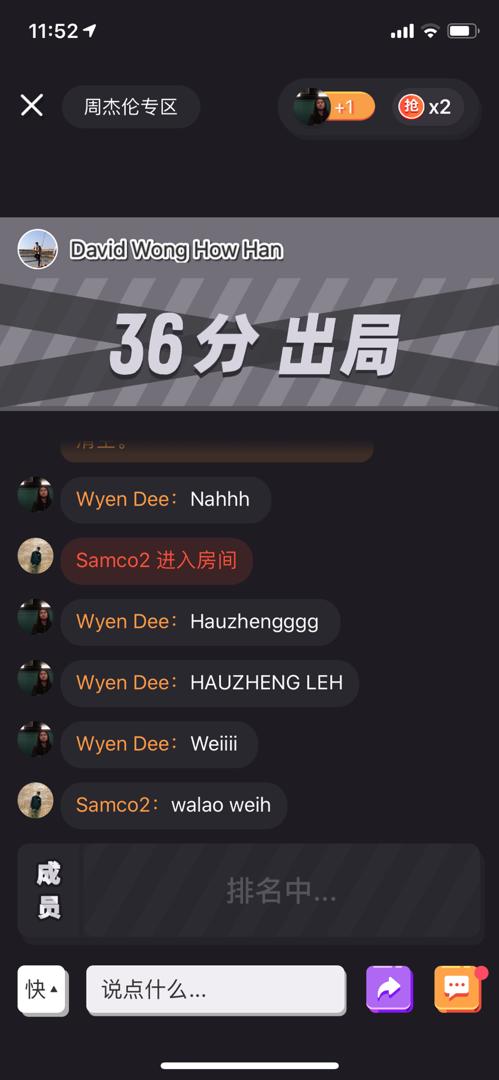 11:52
周杰伦专区
+1
抢 x2
David Wong How Han
36分 出局
清空。
Wyen Dee： Nahhh
Samco2 进入房间
Wyen Dee： Hauzhengggg
Wyen Dee： HAUZHENG LEH
Wyen Dee： Weiiii
Samco2： walao weih
成员
排名中...
快
说点什么...